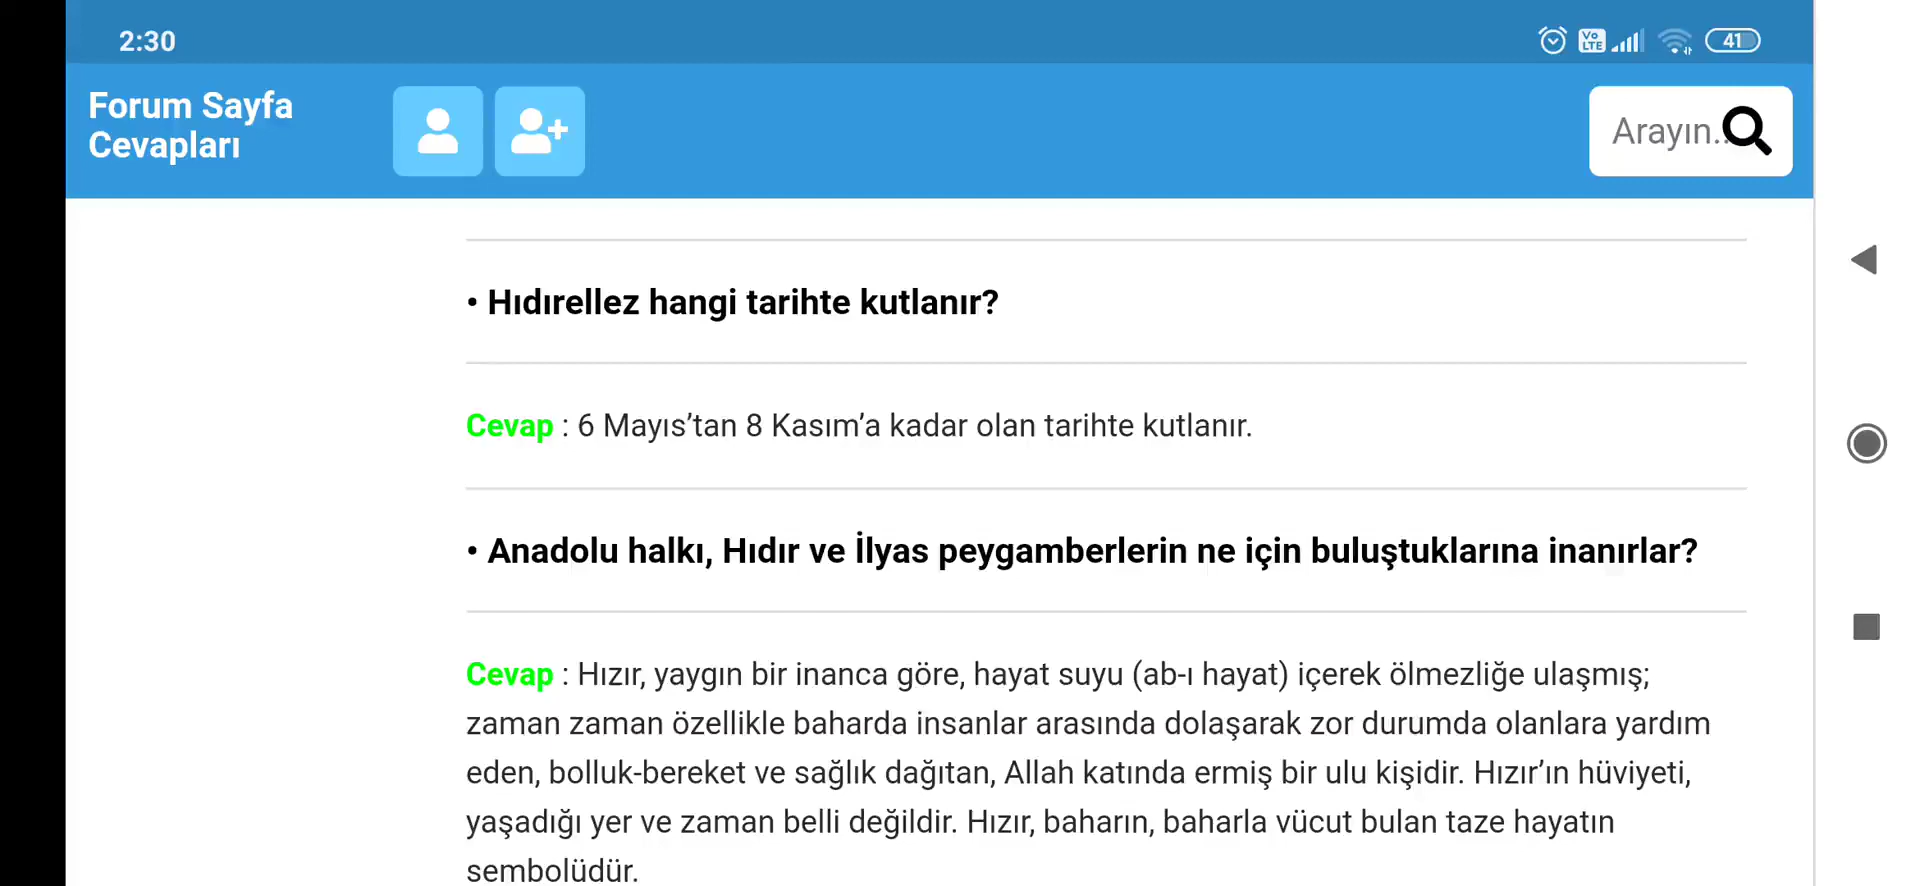 2:30
Vo LTE
41
Forum Sayfa
Cevapları
Arayın..
• Hıdırellez hangi tarihte kutlanır?
Cevap : 6 Mayıs’tan 8 Kasım’a kadar olan tarihte kutlanır.
• Anadolu halkı, Hıdır ve İlyas peygamberlerin ne için buluştuklarına inanırlar?
Cevap : Hızır, yaygın bir inanca göre, hayat suyu (ab-ı hayat) içerek ölmezliğe ulaşmış;
zaman zaman özellikle baharda insanlar arasında dolaşarak zor durumda olanlara yardım
eden, bolluk-bereket ve sağlık dağıtan, Allah katında ermiş bir ulu kişidir. Hızır’ın hüviyeti,
yaşadığı yer ve zaman belli değildir. Hızır, baharın, baharla vücut bulan taze hayatın
sembolüdür.